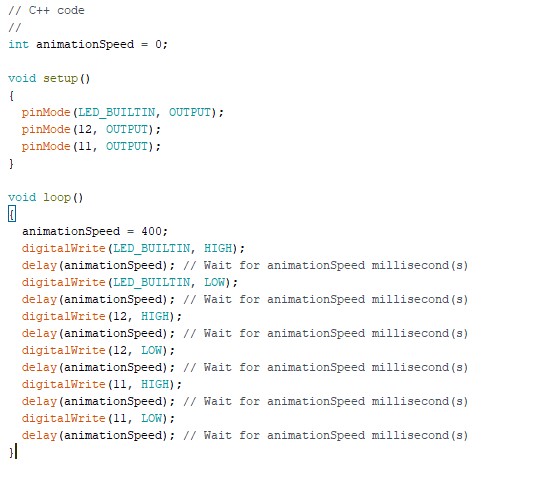 // C++ code
//
int animationSpeed = 0;

void setup()
{
  pinMode(LED_BUILTIN, OUTPUT);
  pinMode(12, OUTPUT);
  pinMode(11, OUTPUT);
}

void loop()
{
  animationSpeed = 400;
  digitalWrite(LED_BUILTIN, HIGH);
  delay(animationSpeed); // Wait for animationSpeed millisecond(s)
  digitalWrite(LED_BUILTIN, LOW);
  delay(animationSpeed); // Wait for animationSpeed millisecond(s)
  digitalWrite(12, HIGH);
  delay(animationSpeed); // Wait for animationSpeed millisecond(s)
  digitalWrite(12, LOW);
  delay(animationSpeed); // Wait for animationSpeed millisecond(s)
  digitalWrite(11, HIGH);
  delay(animationSpeed); // Wait for animationSpeed millisecond(s)
  digitalWrite(11, LOW);
  delay(animationSpeed); // Wait for animationSpeed millisecond(s)
}